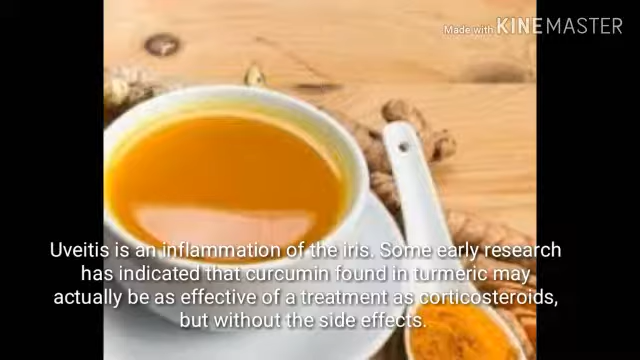 Made with KINEMASTER
Uveitis is an inflammation of the iris. Some early research
has indicated that curcumin found in turmeric may
actually be as effective of a treatment as corticosteroids,
but without the side effects.